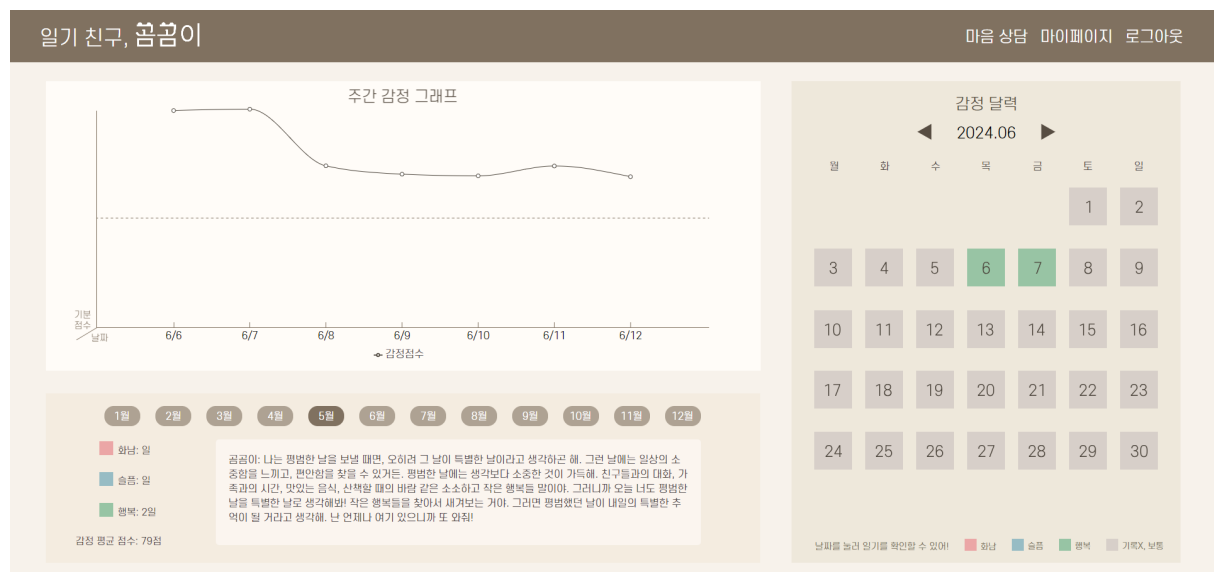 일기 친구, 꼼꼼이
마음 상담 마이페이지 로그아웃
주간 감정 그래프
기분
점수
날짜
6/6 6/7 6/8 6/9 6/10 6/11 6/12
감정점수
1월 2월 3월 4월 5월 6월 7월 8월 9월 10월 11월 12월
화남: 일
슬픔: 일
행복: 2일
감정 평균 점수: 79점
곰곰이: 나는 평범한 날을 보낼 때면, 오히려 그 날이 특별한 날이라고 생각하곤 해. 그런 날에는 일상의 소
중함을 느끼고, 편안함을 찾을 수 있거든. 평범한 날에는 생각보다 소중한 것이 가득해. 친구들과의 대화, 가
족과의 시간, 맛있는 음식, 산책할 때의 바람 같은 소소하고 작은 행복들 말이야. 그러니까 오늘 너도 평범한
날을 특별한 날로 생각해봐! 작은 행복들을 찾아서 새겨보는 거야. 그러면 평범했던 날이 내일의 특별한 추
억이 될 거라고 생각해. 난 언제나 여기 있으니까 또 와줘!
감정 달력
◀ 2024.06 ▶
월 화 수 목 금 토 일
1 2
3 4 5 6 7 8 9
10 11 12 13 14 15 16
17 18 19 20 21 22 23
24 25 26 27 28 29 30
날짜를 눌러 일기를 확인할 수 있어! 화남 슬픔 행복 기록X, 보통